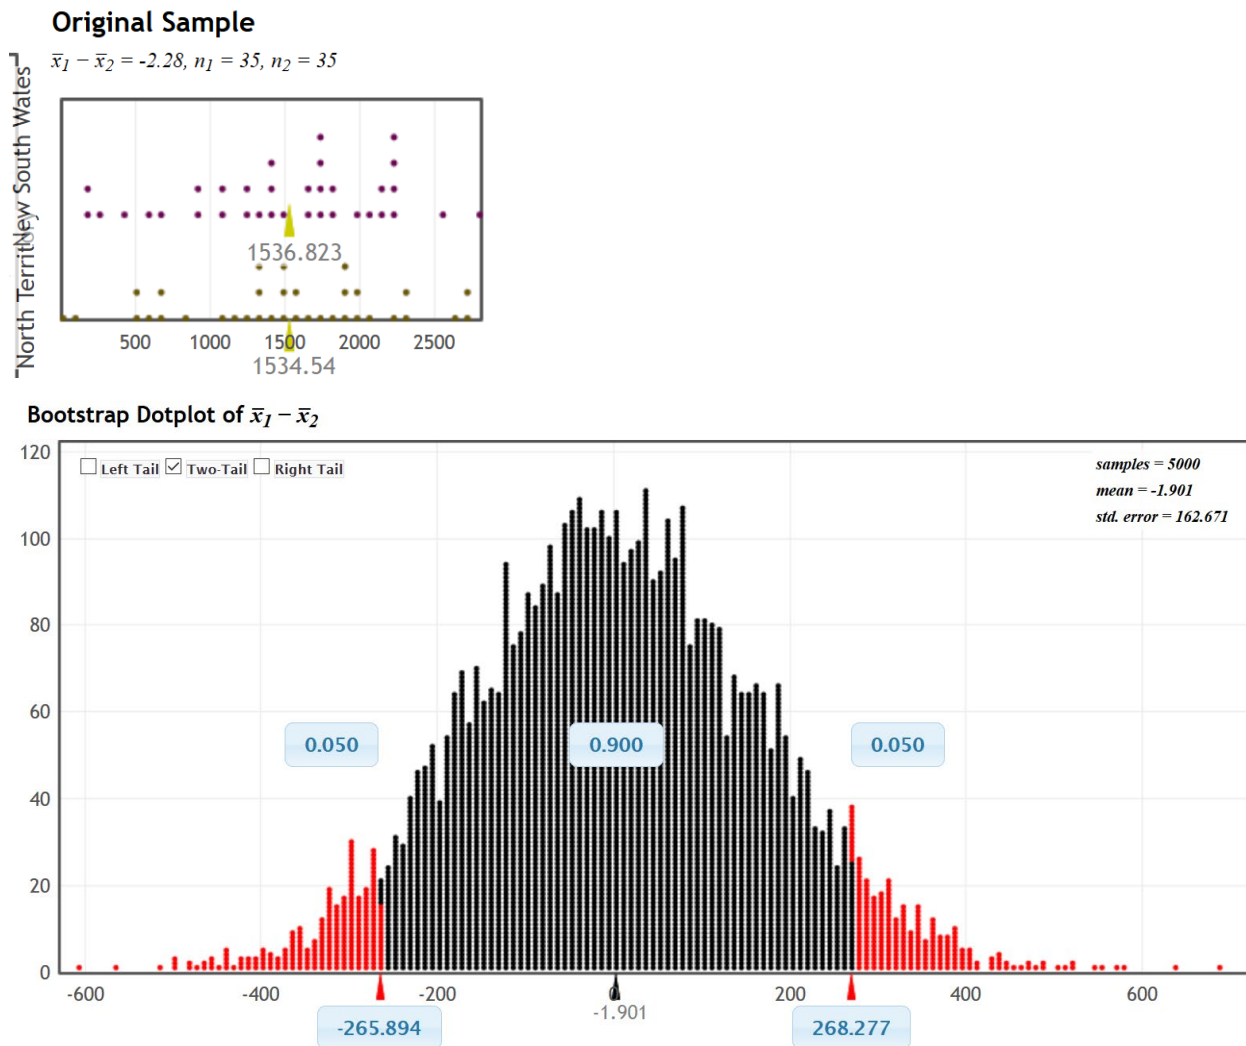 Original Sample
x̄1 − x̄2 = -2.28, n1 = 35, n2 = 35
New South Wales
North Territ
1536.823
500 1000 1500 2000 2500
1534.54
Bootstrap Dotplot of x̄1 − x̄2
120
Left Tail Two-Tail Right Tail
samples = 5000
mean = -1.901
std. error = 162.671
100
80
60
0.050 0.900 0.050
40
20
0
-600 -400 -200 0 200 400 600
-1.901
-265.894 268.277